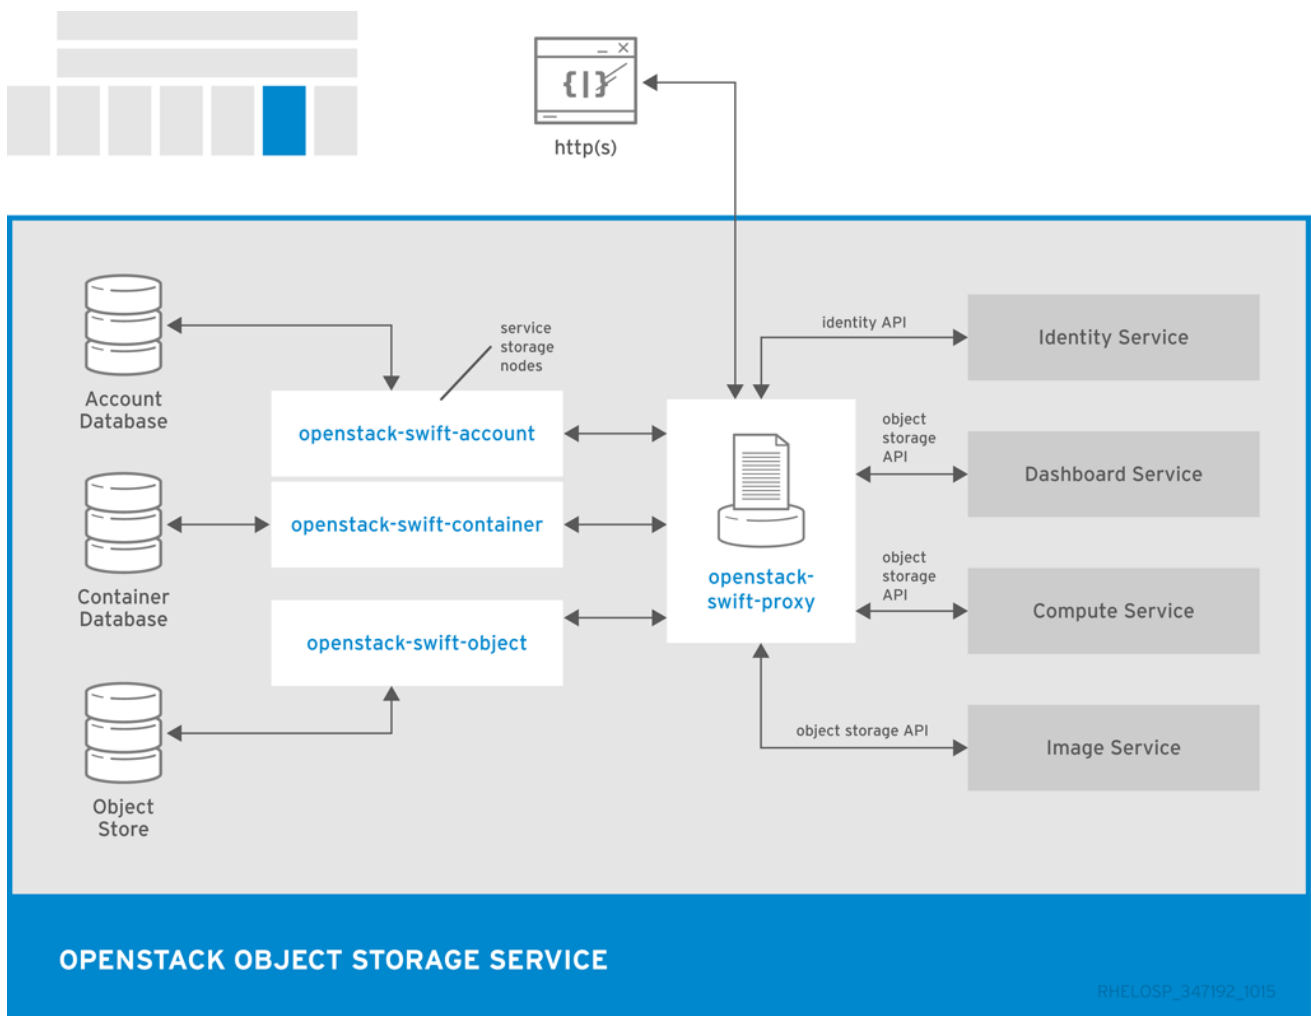 {|}
http(s)
Account
Database
Container
Database
Object
Store
service
storage
nodes
openstack-swift-account
openstack-swift-container
openstack-swift-object
openstack-
swift-proxy
identity API
object
storage
API
object
storage
API
object storage API
Identity Service
Dashboard Service
Compute Service
Image Service
OPENSTACK OBJECT STORAGE SERVICE
RHELOSP_347192_1015